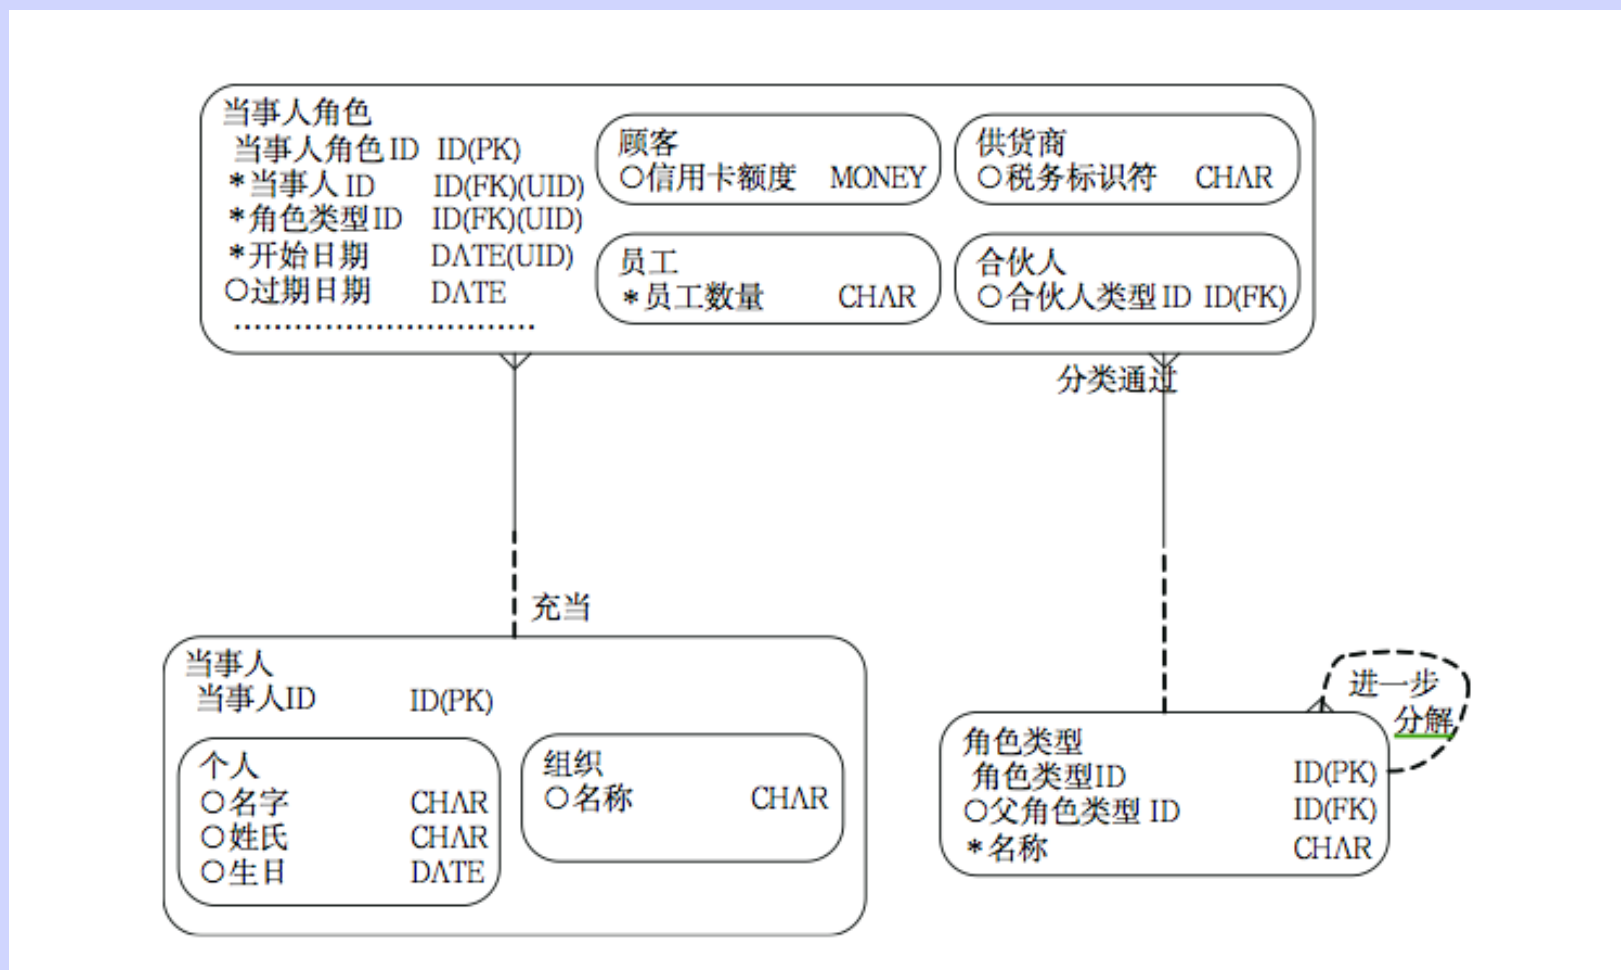 当事人角色
当事人角色ID ID(PK)
*当事人ID ID(FK)(UID)
*角色类型ID ID(FK)(UID)
*开始日期 DATE(UID)
○过期日期 DATE
..............................
顾客
○信用卡额度 MONEY
供货商
○税务标识符 CHAR
员工
*员工数量 CHAR
合伙人
○合伙人类型ID ID(FK)
分类通过
充当
当事人
当事人ID ID(PK)
个人
○名字 CHAR
○姓氏 CHAR
○生日 DATE
组织
○名称 CHAR
进一步
分解
角色类型
角色类型ID ID(PK)
○父角色类型 ID ID(FK)
*名称 CHAR